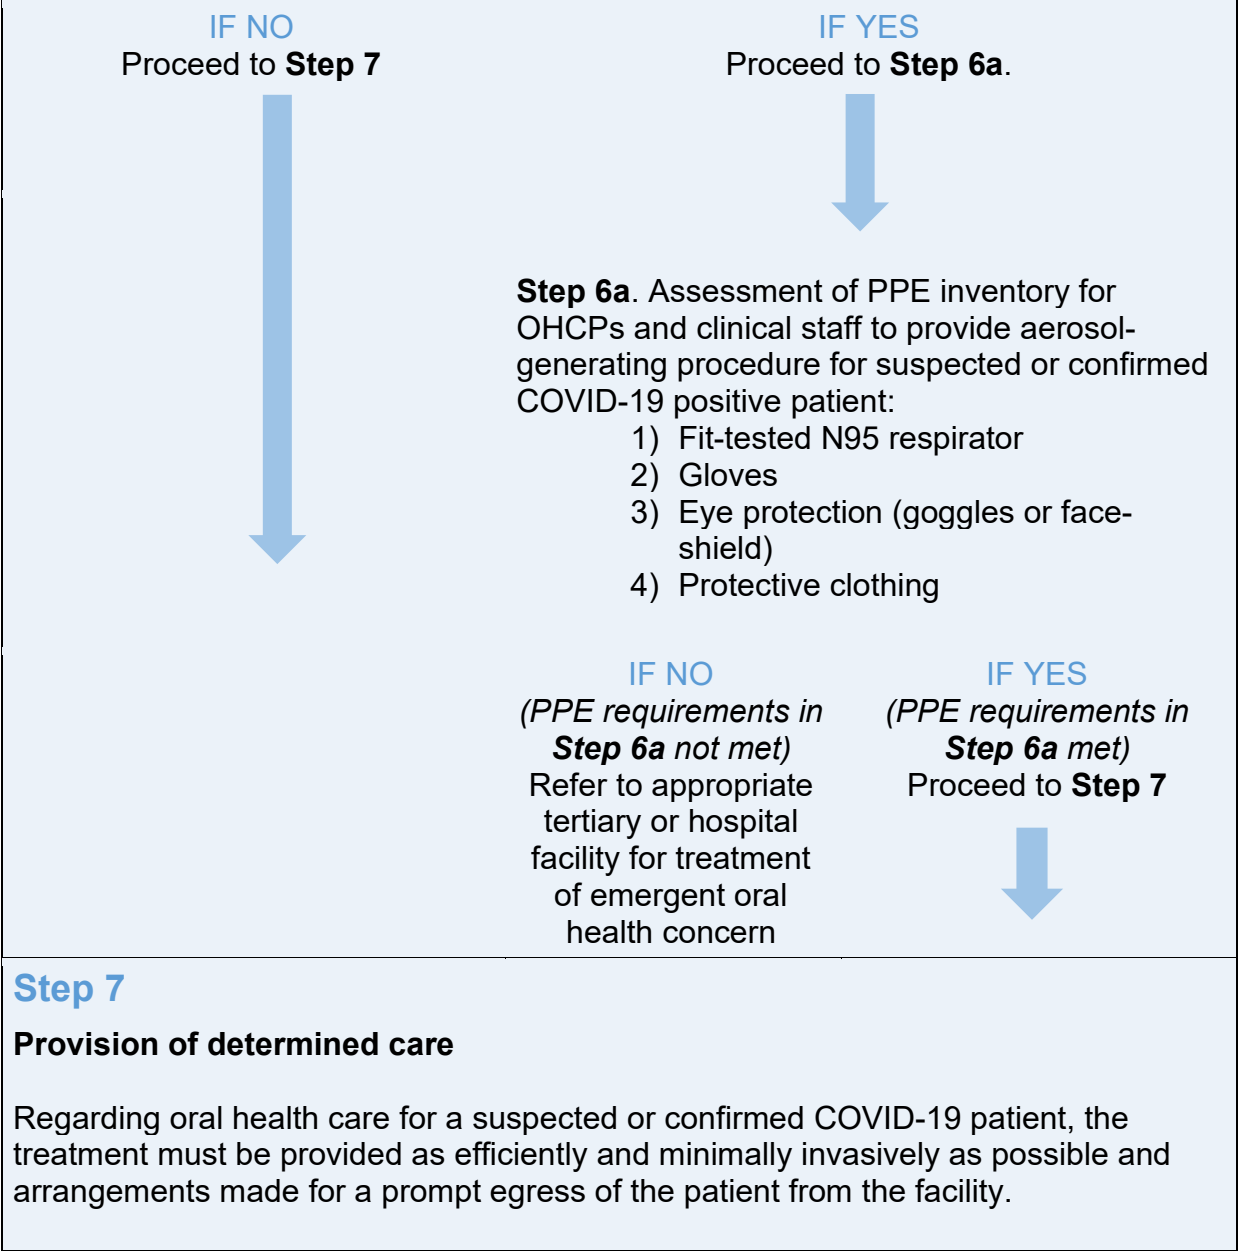 IF NO
Proceed to Step 7
IF YES
Proceed to Step 6a.
Step 6a. Assessment of PPE inventory for
OHCPs and clinical staff to provide aerosol-
generating procedure for suspected or confirmed
COVID-19 positive patient:
1) Fit-tested N95 respirator
2) Gloves
3) Eye protection (goggles or face-
shield)
4) Protective clothing
IF NO
(PPE requirements in
Step 6a not met)
Refer to appropriate
tertiary or hospital
facility for treatment
of emergent oral
health concern
IF YES
(PPE requirements in
Step 6a met)
Proceed to Step 7
Step 7
Provision of determined care
Regarding oral health care for a suspected or confirmed COVID-19 patient, the
treatment must be provided as efficiently and minimally invasively as possible and
arrangements made for a prompt egress of the patient from the facility.